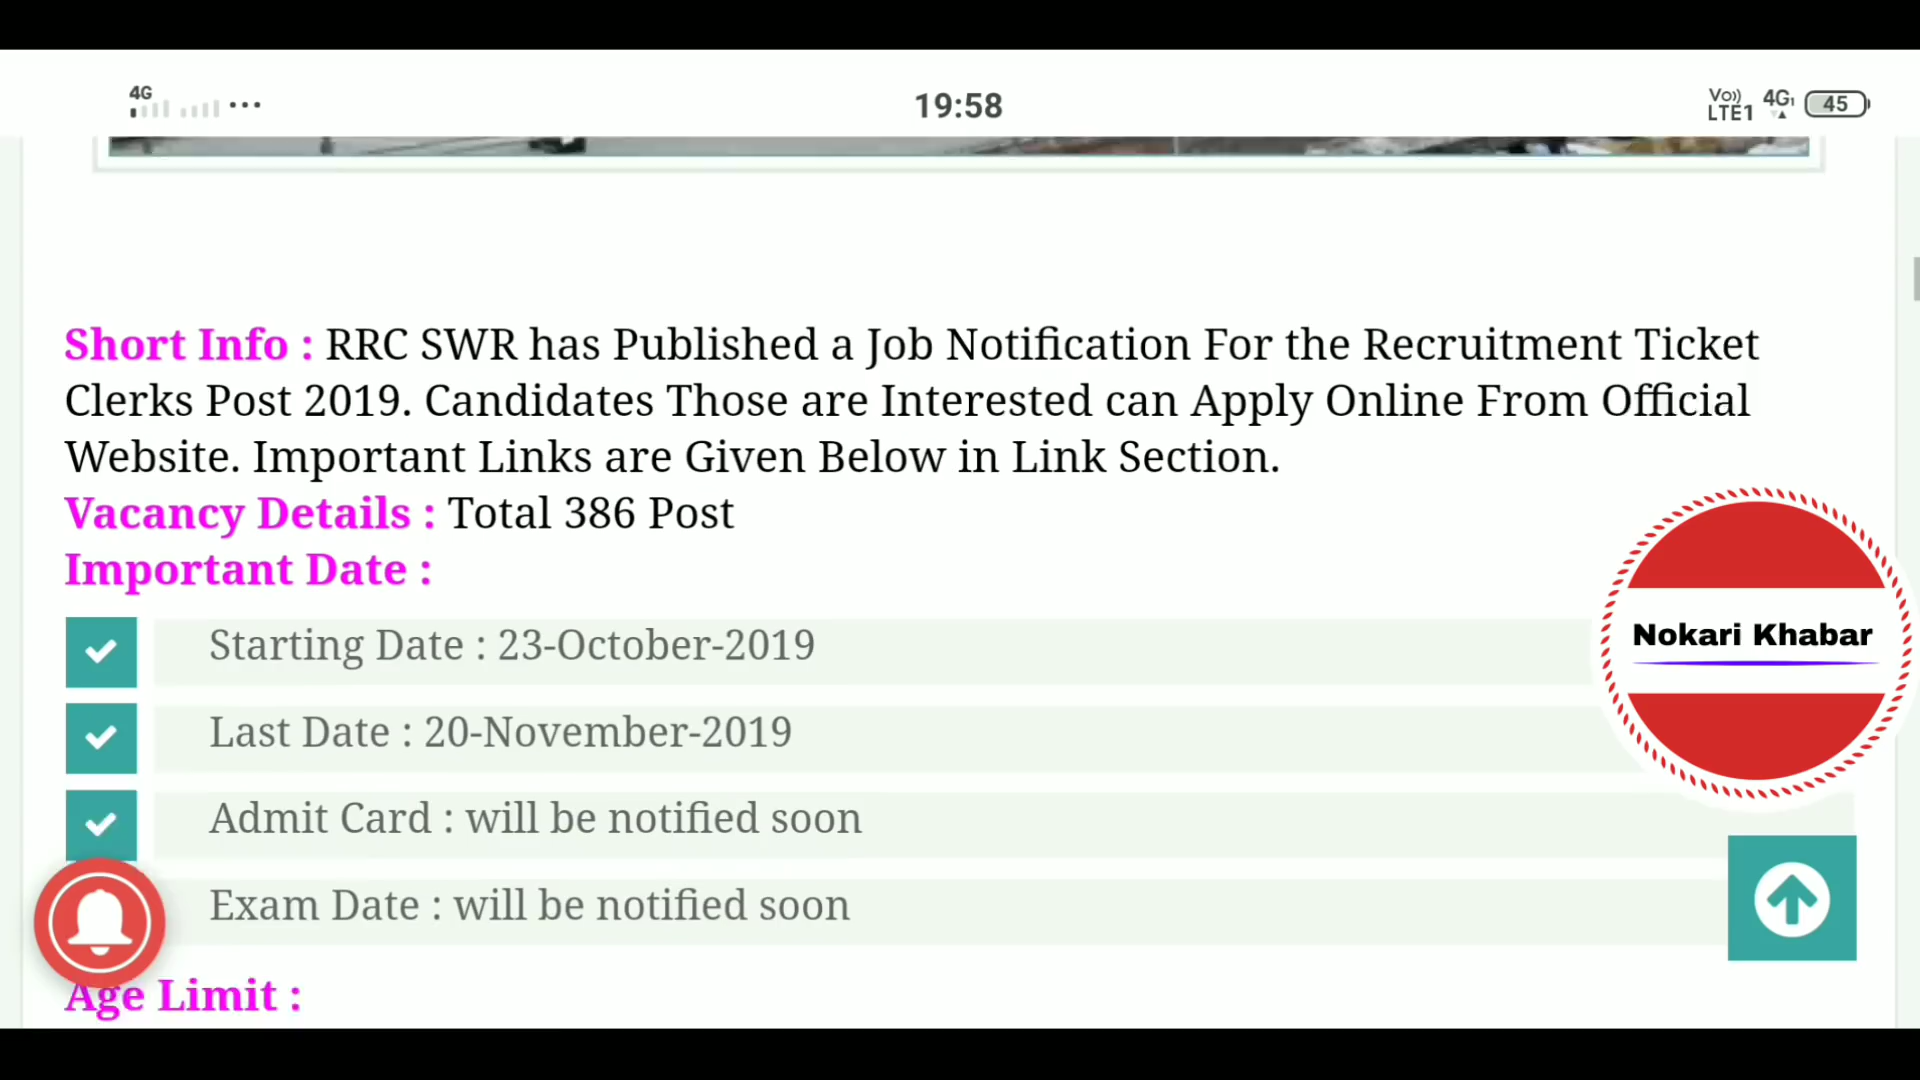 4G
19:58
Vo))
LTE1
4G1
45
Short Info : RRC SWR has Published a Job Notification For the Recruitment Ticket
Clerks Post 2019. Candidates Those are Interested can Apply Online From Official
Website. Important Links are Given Below in Link Section.
Vacancy Details : Total 386 Post
Important Date :
Starting Date : 23-October-2019
Nokari Khabar
Last Date : 20-November-2019
Admit Card : will be notified soon
Exam Date : will be notified soon
Age Limit :